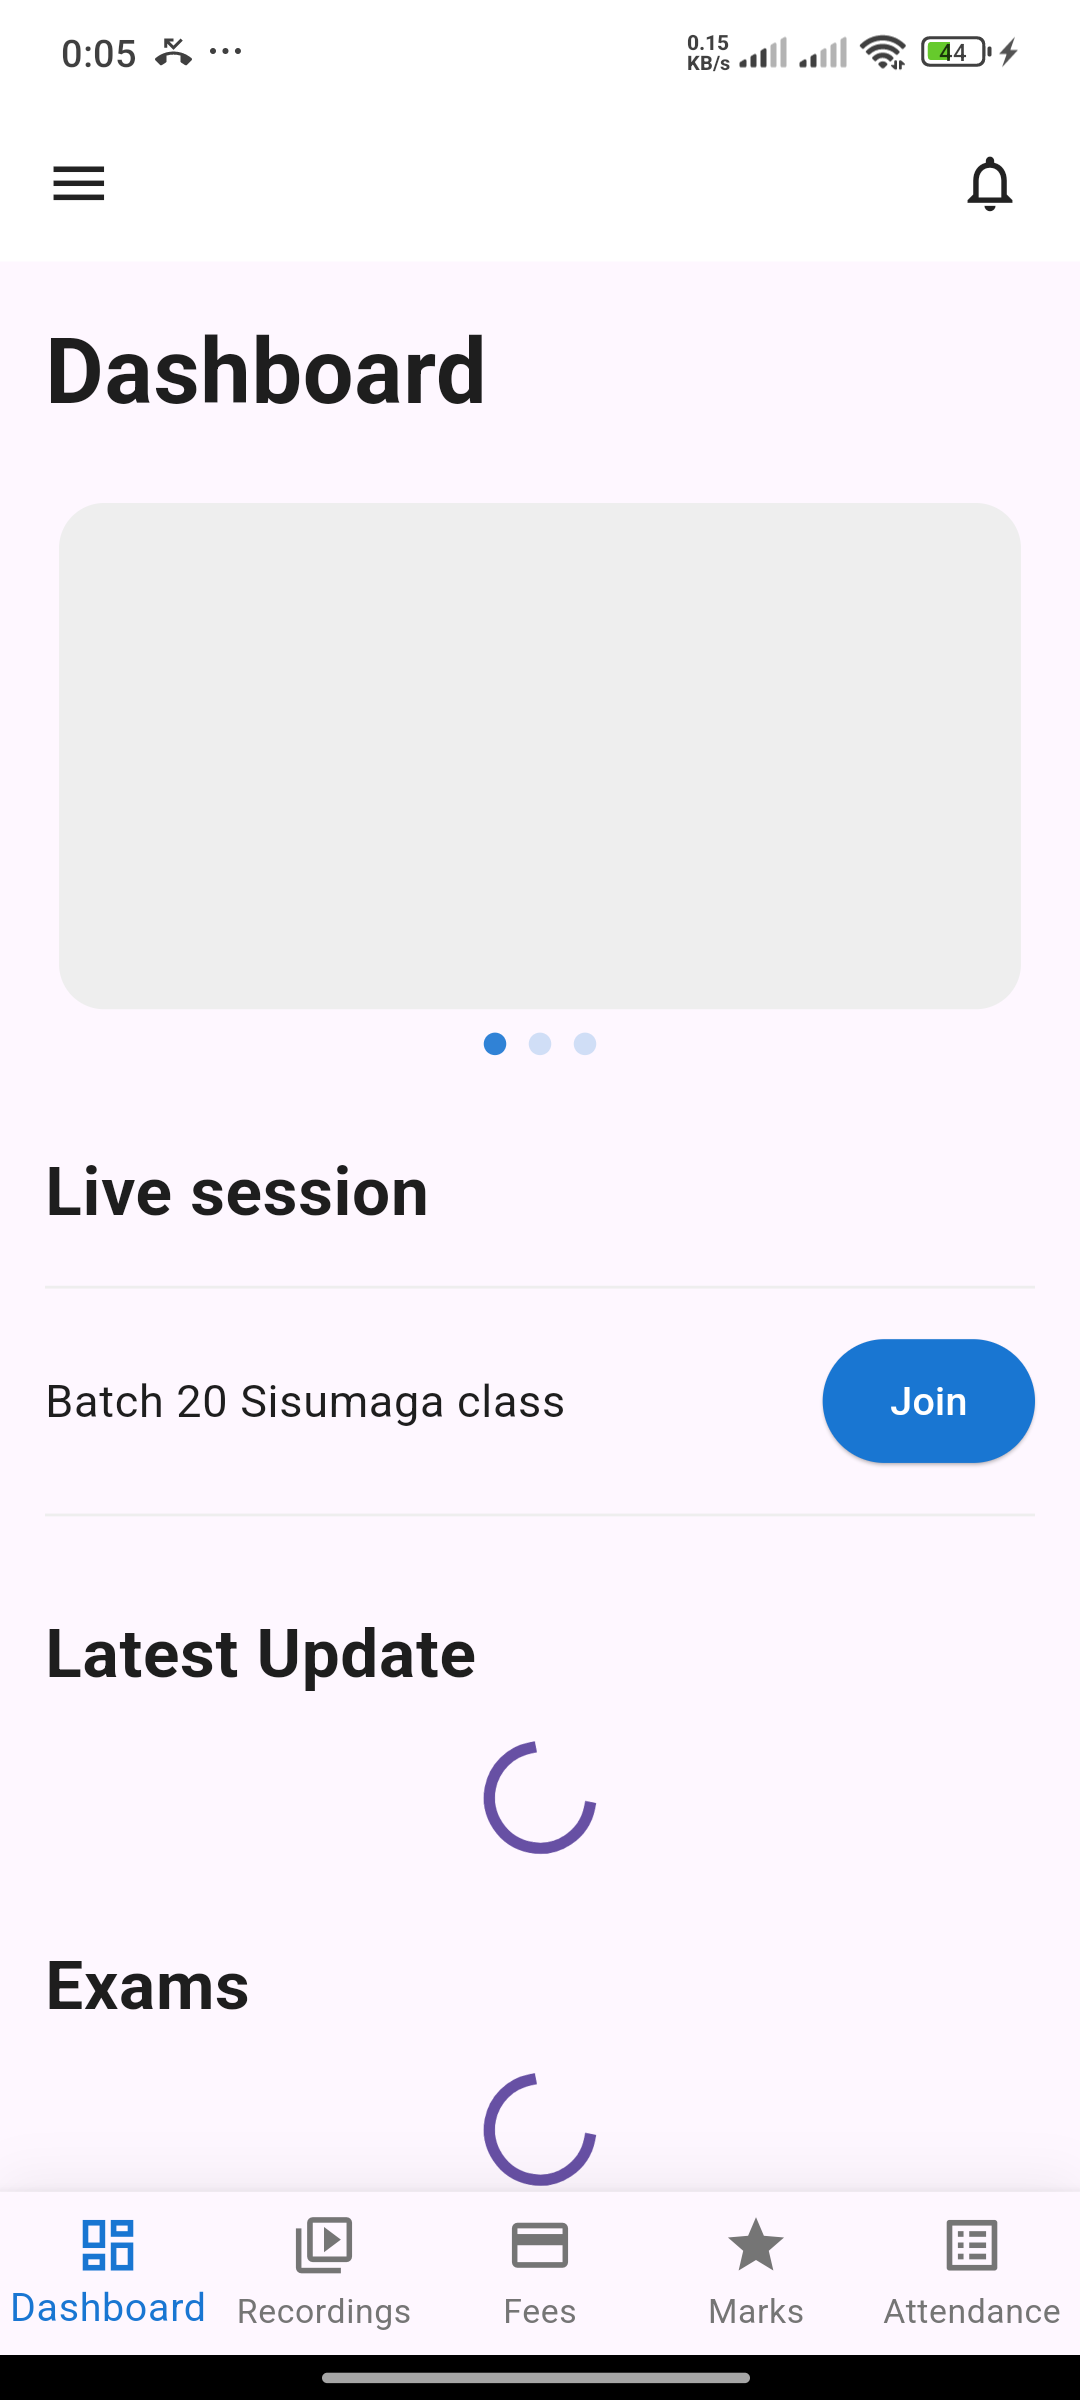 0:05
0.15
KB/s
44
Dashboard
Live session
Batch 20 Sisumaga class
Join
Latest Update
Exams
Dashboard
Recordings
Fees
Marks
Attendance